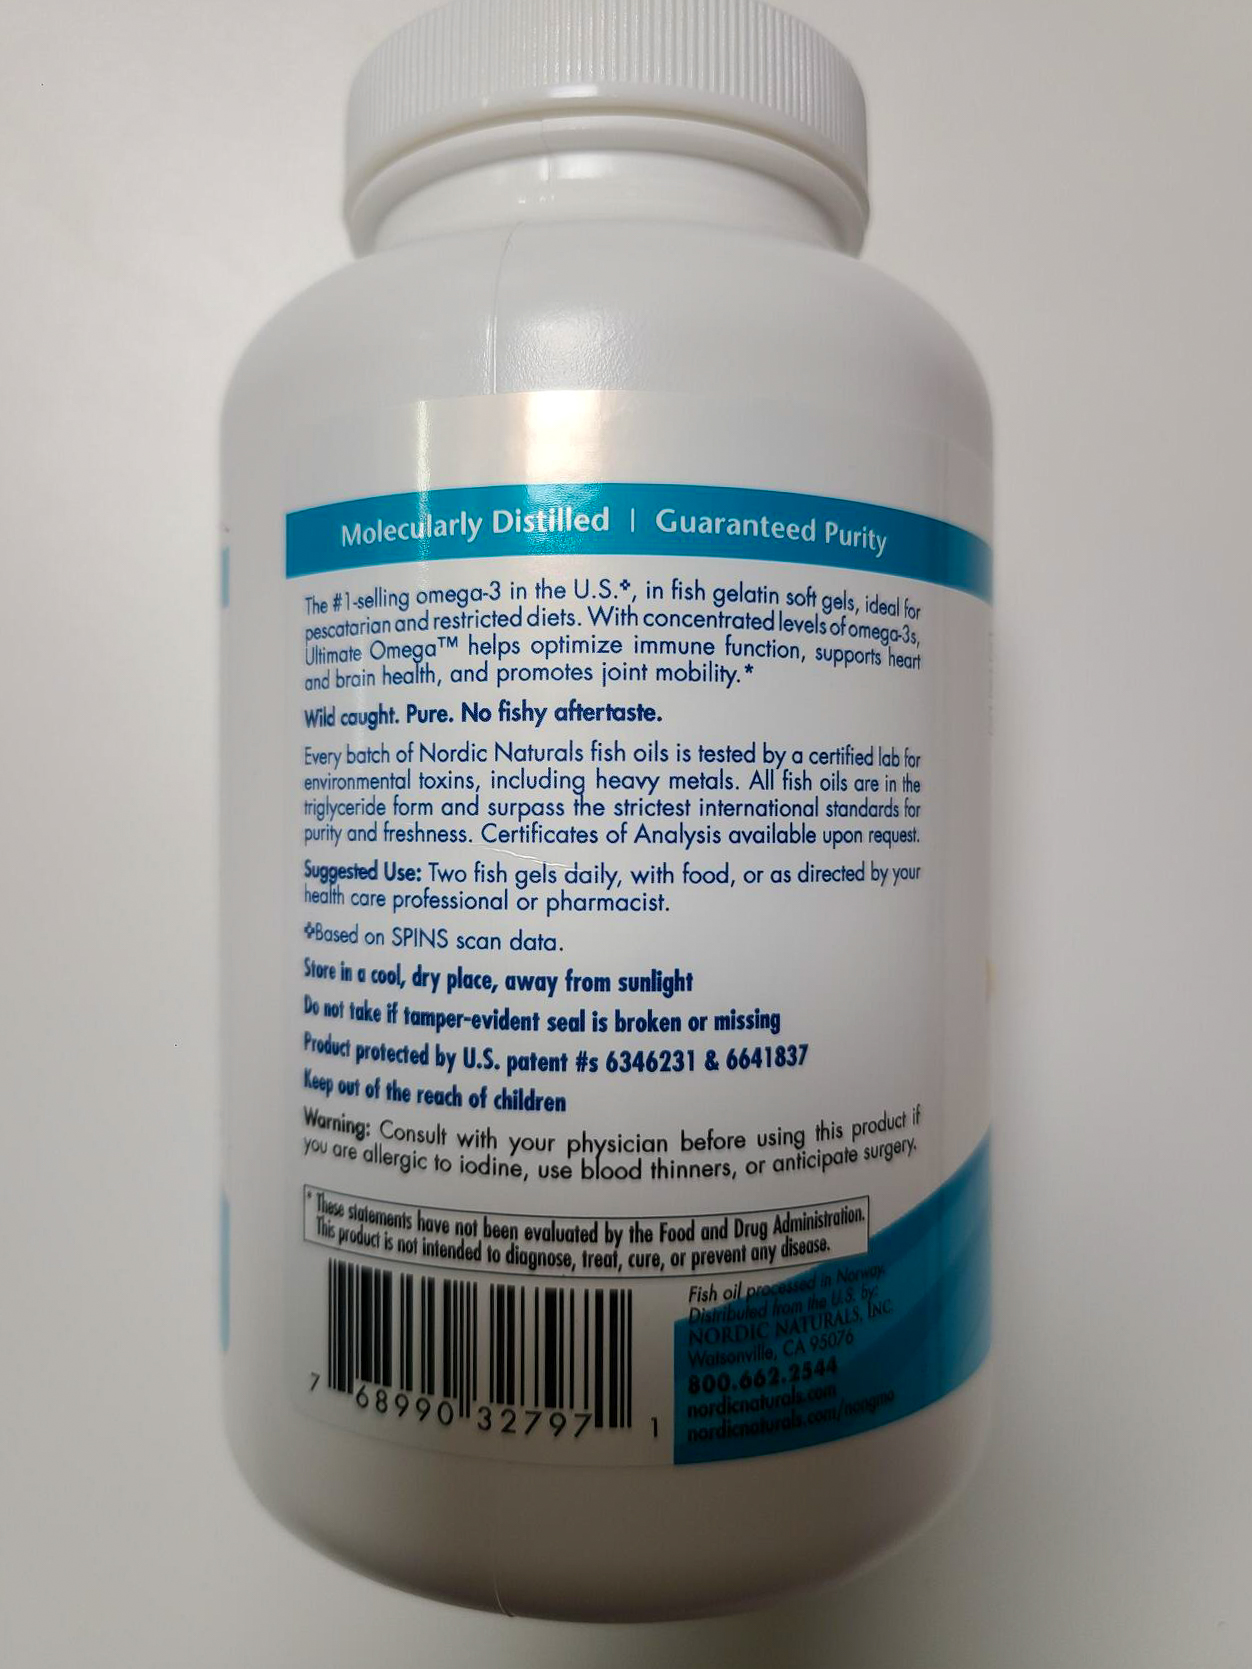 Molecularly Distilled | Guaranteed Purity
The #1-selling omega-3 in the U.S.✤, in fish gelatin soft gels, ideal for
pescatarian and restricted diets. With concentrated levels of omega-3s,
Ultimate Omega™ helps optimize immune function, supports heart
and brain health, and promotes joint mobility.*
Wild caught. Pure. No fishy aftertaste.
Every batch of Nordic Naturals fish oils is tested by a certified lab for
environmental toxins, including heavy metals. All fish oils are in the
triglyceride form and surpass the strictest international standards for
purity and freshness. Certificates of Analysis available upon request.
Suggested Use: Two fish gels daily, with food, or as directed by your
health care professional or pharmacist.
✤Based on SPINS scan data.
Store in a cool, dry place, away from sunlight
Do not take if tamper-evident seal is broken or missing
Product protected by U.S. patent #s 6346231 & 6641837
Keep out of the reach of children
Warning: Consult with your physician before using this product if
you are allergic to iodine, use blood thinners, or anticipate surgery.
* These statements have not been evaluated by the Food and Drug Administration.
This product is not intended to diagnose, treat, cure, or prevent any disease.
7 68990 32797 1
Fish oil processed in Norway.
Distributed from the U.S. by:
NORDIC NATURALS, INC.
Watsonville, CA 95076
800.662.2544
nordicnaturals.com
nordicnaturals.com/nongmo